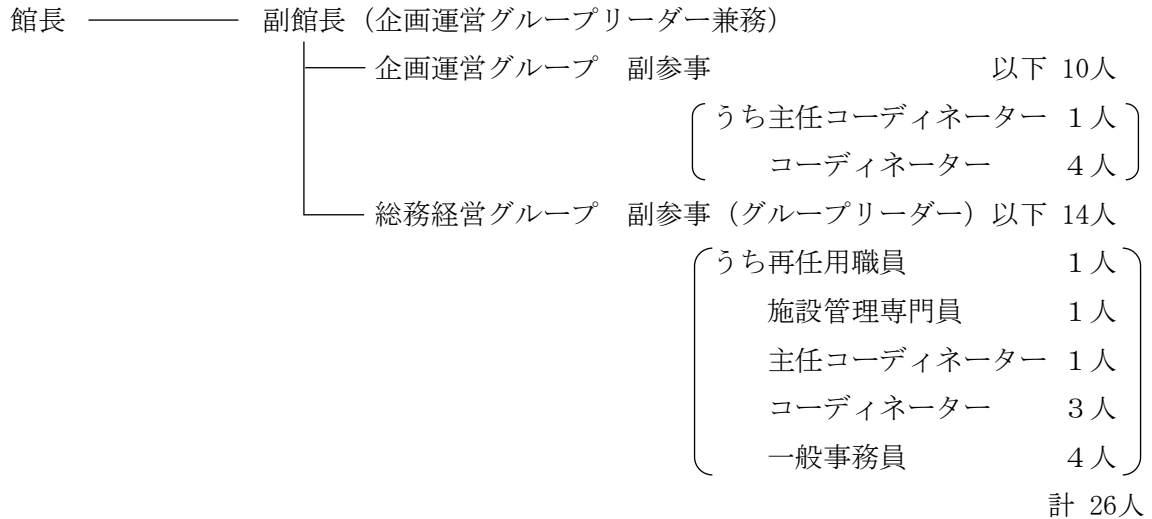 館長 副館長（企画運営グループリーダー兼務）
企画運営グループ 副参事 以下 10人
うち主任コーディネーター 1人
コーディネーター 4人
総務経営グループ 副参事（グループリーダー）以下 14人
うち再任用職員 1人
施設管理専門員 1人
主任コーディネーター 1人
コーディネーター 3人
一般事務員 4人
計 26人